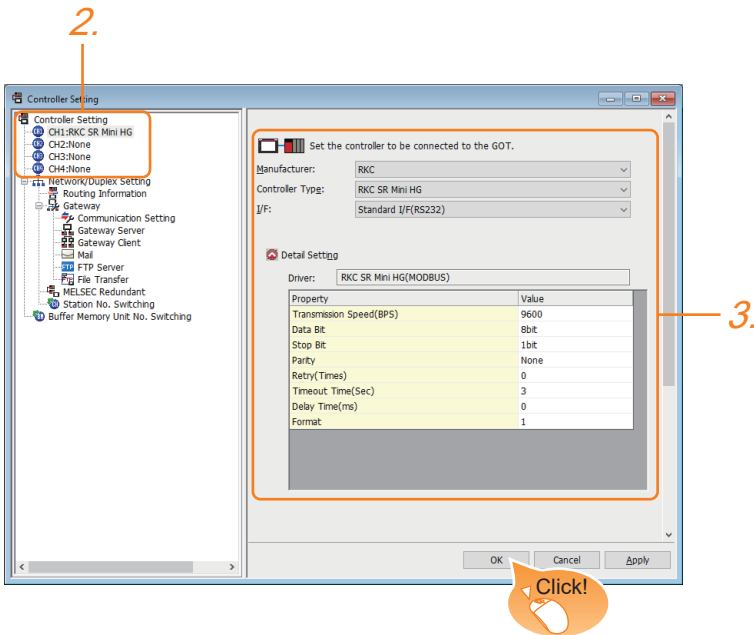 2.
Controller Setting
Controller Setting
CH1:RKC SR Mini HG
CH2:None
CH3:None
CH4:None
Network/Duplex Setting
Routing Information
Gateway
Communication Setting
Gateway Server
Gateway Client
Mail
FTP Server
File Transfer
MELSEC Redundant
Station No. Switching
Buffer Memory Unit No. Switching
Set the controller to be connected to the GOT.
Manufacturer: RKC
Controller Type: RKC SR Mini HG
I/F: Standard I/F(RS232)
Detail Setting
Driver: RKC SR Mini HG(MODBUS)
Property Value
Transmission Speed(BPS) 9600
Data Bit 8bit
Stop Bit 1bit
Parity None
Retry(Times) 0
Timeout Time(Sec) 3
Delay Time(ms) 0
Format 1
3.
OK Cancel Apply
Click!